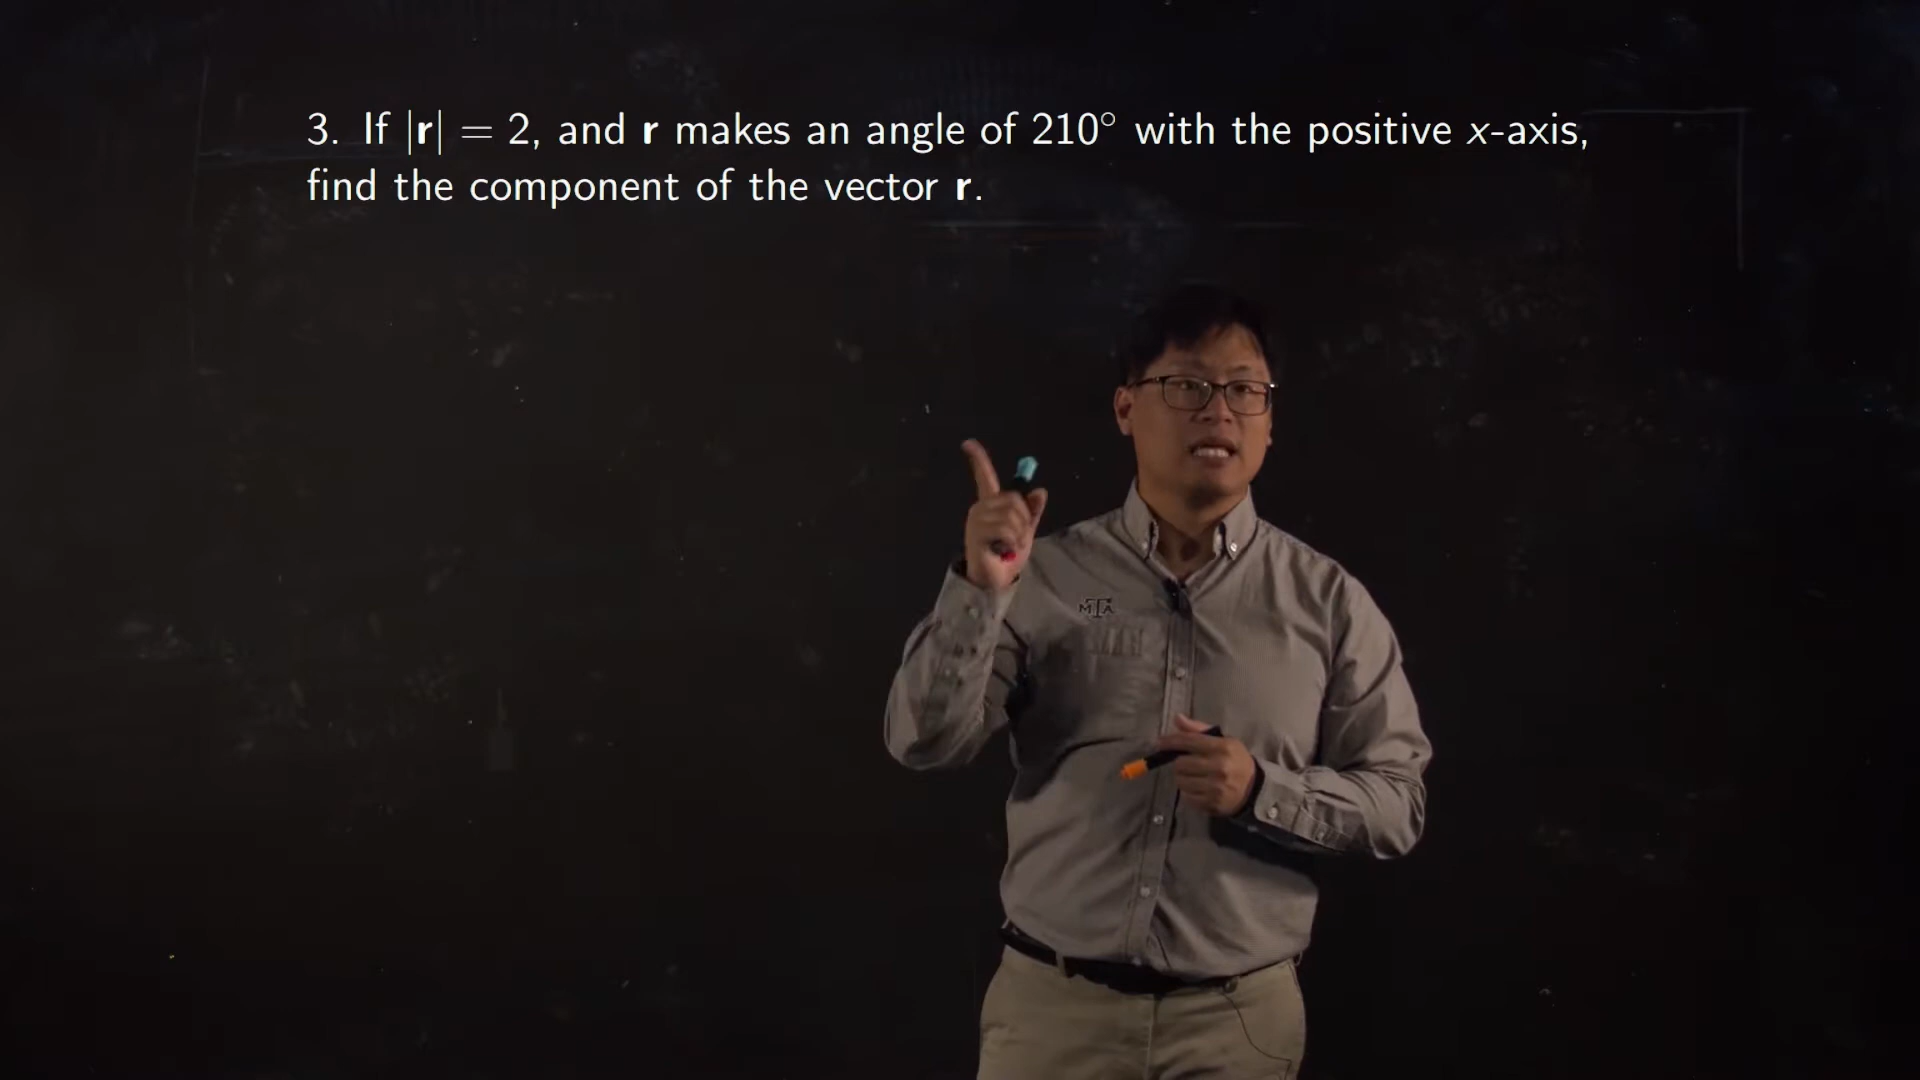 3. If |r| = 2, and r makes an angle of 210° with the positive x-axis,
find the component of the vector r.
ATM